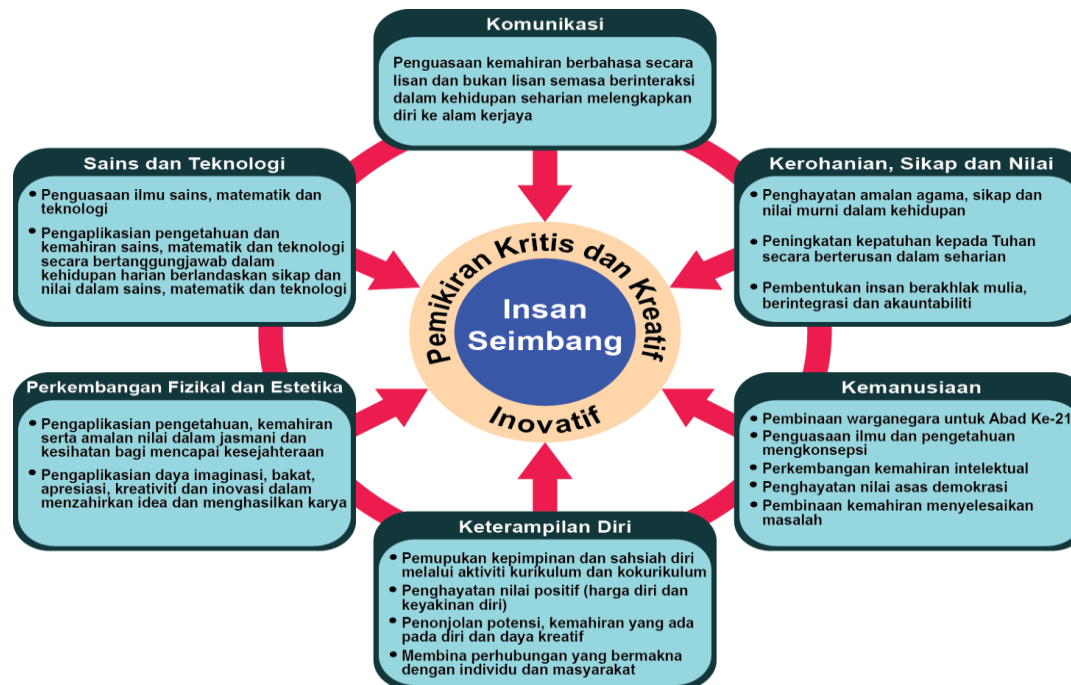 Komunikasi
Penguasaan kemahiran berbahasa secara
lisan dan bukan lisan semasa berinteraksi
dalam kehidupan seharian melengkapkan
diri ke alam kerjaya
Sains dan Teknologi
• Penguasaan ilmu sains, matematik dan
teknologi
• Pengaplikasian pengetahuan dan
kemahiran sains, matematik dan teknologi
secara bertanggungjawab dalam
kehidupan harian berlandaskan sikap dan
nilai dalam sains, matematik dan teknologi
Kerohanian, Sikap dan Nilai
• Penghayatan amalan agama, sikap dan
nilai murni dalam kehidupan
• Peningkatan kepatuhan kepada Tuhan
secara berterusan dalam seharian
• Pembentukan insan berakhlak mulia,
berintegrasi dan akauntabiliti
Pemikiran Kritis dan Kreatif
Insan
Seimbang
Inovatif
Perkembangan Fizikal dan Estetika
• Pengaplikasian pengetahuan, kemahiran
serta amalan nilai dalam jasmani dan
kesihatan bagi mencapai kesejahteraan
• Pengaplikasian daya imaginasi, bakat,
apresiasi, kreativiti dan inovasi dalam
menzahirkan idea dan menghasilkan karya
Kemanusiaan
• Pembinaan warganegara untuk Abad Ke-21
• Penguasaan ilmu dan pengetahuan
mengkonsepsi
• Perkembangan kemahiran intelektual
• Penghayatan nilai asas demokrasi
• Pembinaan kemahiran menyelesaikan
masalah
Keterampilan Diri
• Pemupukan kepimpinan dan sahsiah diri
melalui aktiviti kurikulum dan kokurikulum
• Penghayatan nilai positif (harga diri dan
keyakinan diri)
• Penonjolan potensi, kemahiran yang ada
pada diri dan daya kreatif
• Membina perhubungan yang bermakna
dengan individu dan masyarakat